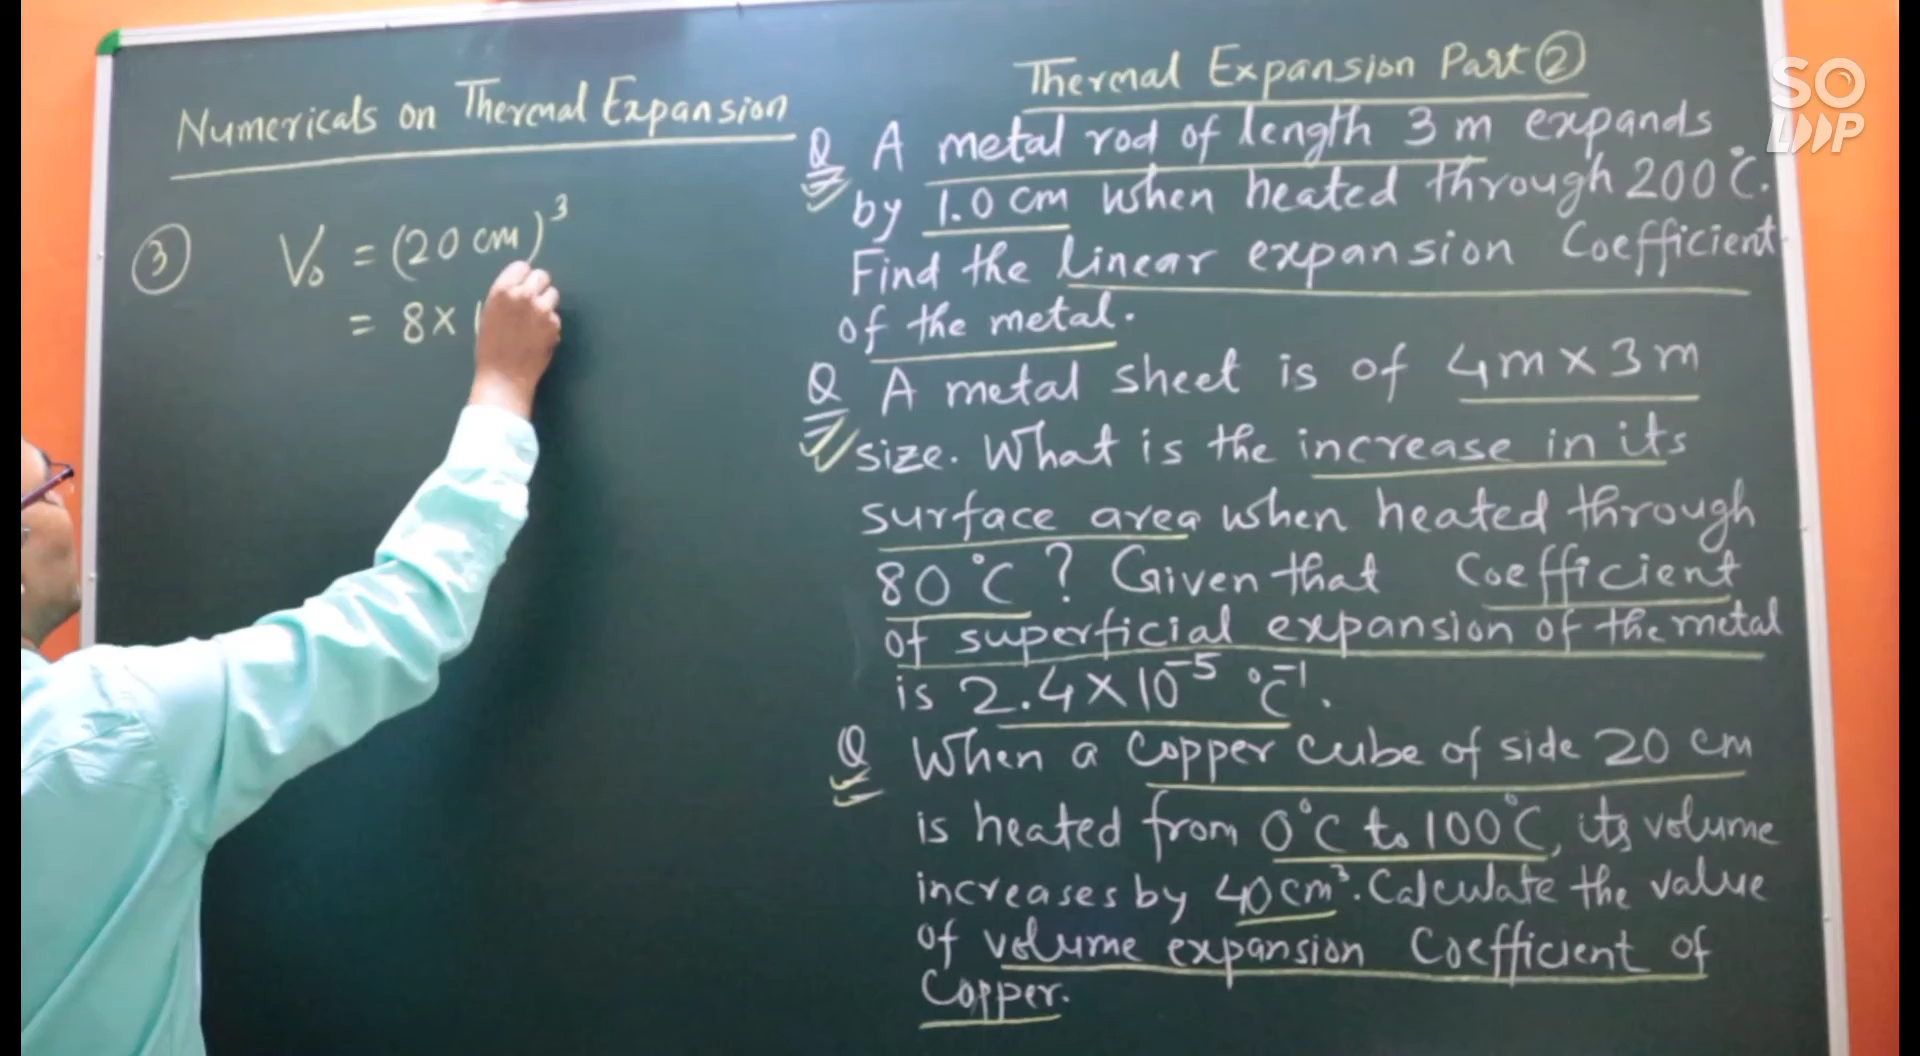 Numericals on Thermal Expansion
③ V₀ = (20 cm)³
= 8 ×
Thermal Expansion Part ②
Q A metal rod of length 3 m expands
by 1.0 cm when heated through 200°C.
Find the linear expansion Coefficient
of the metal.
Q A metal sheet is of 4m × 3m
size. What is the increase in its
surface area when heated through
80°C? Given that Coefficient
of superficial expansion of the metal
is 2.4×10⁻⁵ °C⁻¹.
Q When a copper cube of side 20 cm
is heated from 0°C to 100°C, its volume
increases by 40cm³. Calculate the value
of volume expansion Coefficient of
Copper.
SO
LOOP